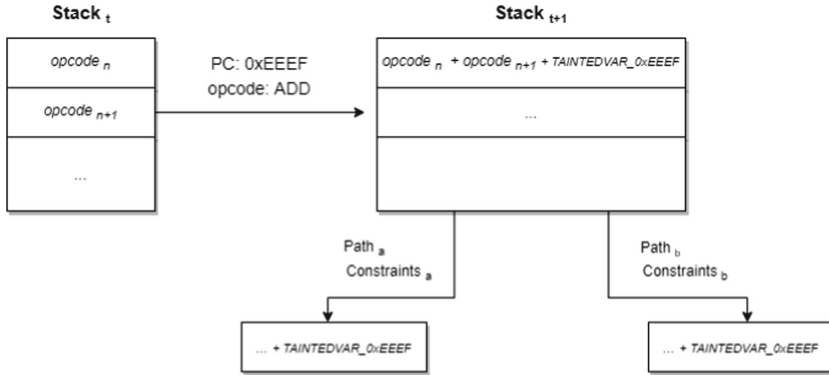 Stack t
Stack t+1
opcode n
opcode n+1
...
PC: 0xEEEF
opcode: ADD
opcode n + opcode n+1 + TAINTEDVAR_0xEEEF
...
Path a
Constraints a
Path b
Constraints b
... + TAINTEDVAR_0xEEEF
... + TAINTEDVAR_0xEEEF